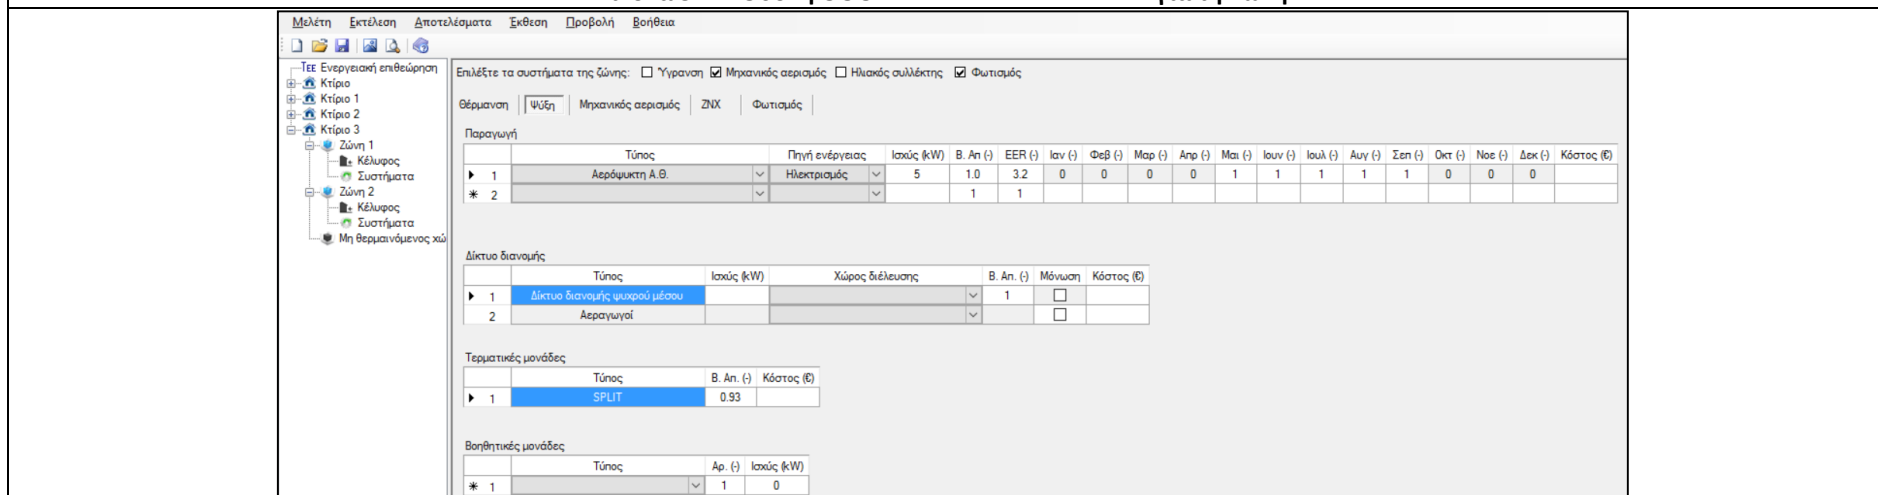 Μελέτη Εκτέλεση Αποτελέσματα Έκθεση Προβολή Βοήθεια
TEE Ενεργειακή επιθεώρηση
Κτίριο
Κτίριο 1
Κτίριο 2
Κτίριο 3
Ζώνη 1
Κέλυφος
Συστήματα
Ζώνη 2
Κέλυφος
Συστήματα
Μη θερμαινόμενος χώ
Επιλέξτε τα συστήματα της ζώνης: Ύγρανση Μηχανικός αερισμός Ηλιακός συλλέκτης Φωτισμός
Θέρμανση Ψύξη Μηχανικός αερισμός ΖΝΧ Φωτισμός
Παραγωγή
Τύπος Πηγή ενέργειας Ισχύς (kW) Β. Απ (-) EER (-) Ιαν (-) Φεβ (-) Μαρ (-) Απρ (-) Μαι (-) Ιουν (-) Ιουλ (-) Αυγ (-) Σεπ (-) Οκτ (-) Νοε (-) Δεκ (-) Κόστος (€)
1 Αερόψυκτη Α.Θ. Ηλεκτρισμός 5 1.0 3.2 0 0 0 0 1 1 1 1 1 0 0 0
2 1 1
Δίκτυο διανομής
Τύπος Ισχύς (kW) Χώρος διέλευσης Β. Απ. (-) Μόνωση Κόστος (€)
1 Δίκτυο διανομής ψυχρού μέσου 1
2 Αεραγωγοί
Τερματικές μονάδες
Τύπος Β. Απ. (-) Κόστος (€)
1 SPLIT 0.93
Βοηθητικές μονάδες
Τύπος Αρ. (-) Ισχύς (kW)
1 1 0